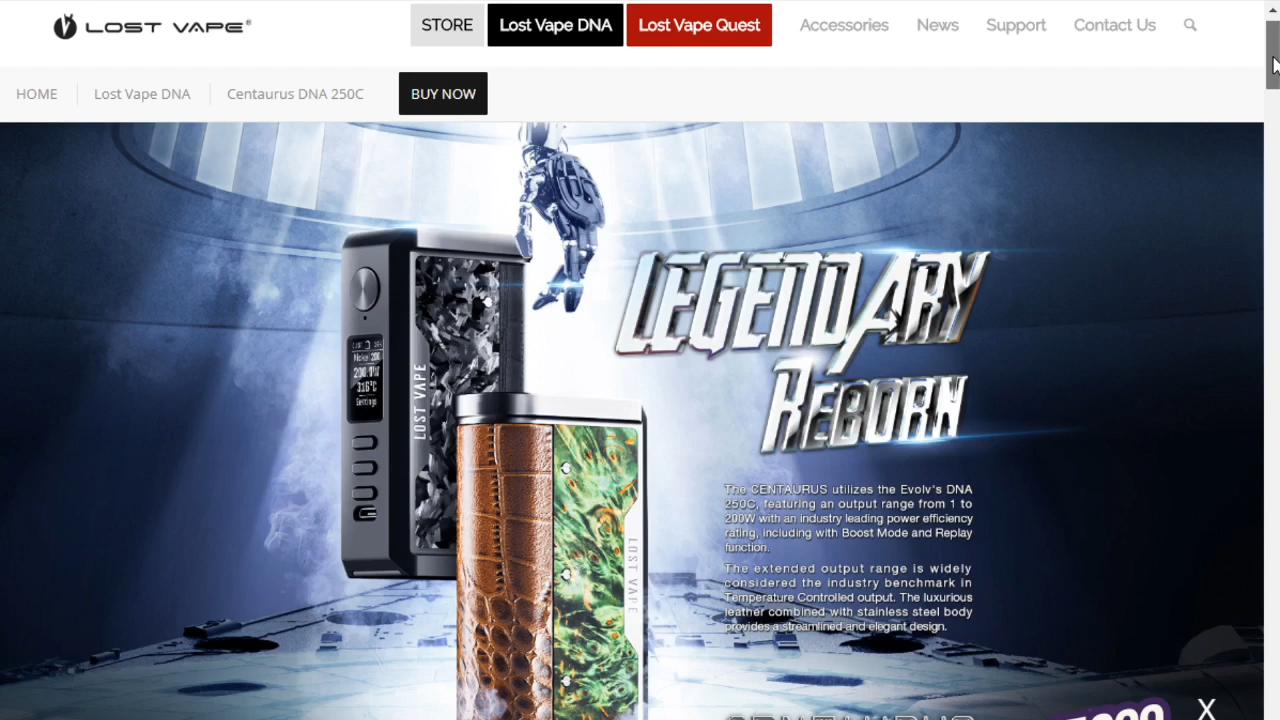 LOST VAPE®
STORE
Lost Vape DNA
Lost Vape Quest
Accessories
News
Support
Contact Us
HOME
Lost Vape DNA
Centaurus DNA 250C
BUY NOW
LEGENDARY
REBORN
200.0W
316°C
Settings
LOST VAPE
LOST VAPE
The CENTAURUS utilizes the Evolv's DNA
250C, featuring an output range from 1 to
200W with an industry leading power efficiency
rating, including with Boost Mode and Replay
function.
The extended output range is widely
considered the industry benchmark in
Temperature Controlled output. The luxurious
leather combined with stainless steel body
provides a streamlined and elegant design.
X